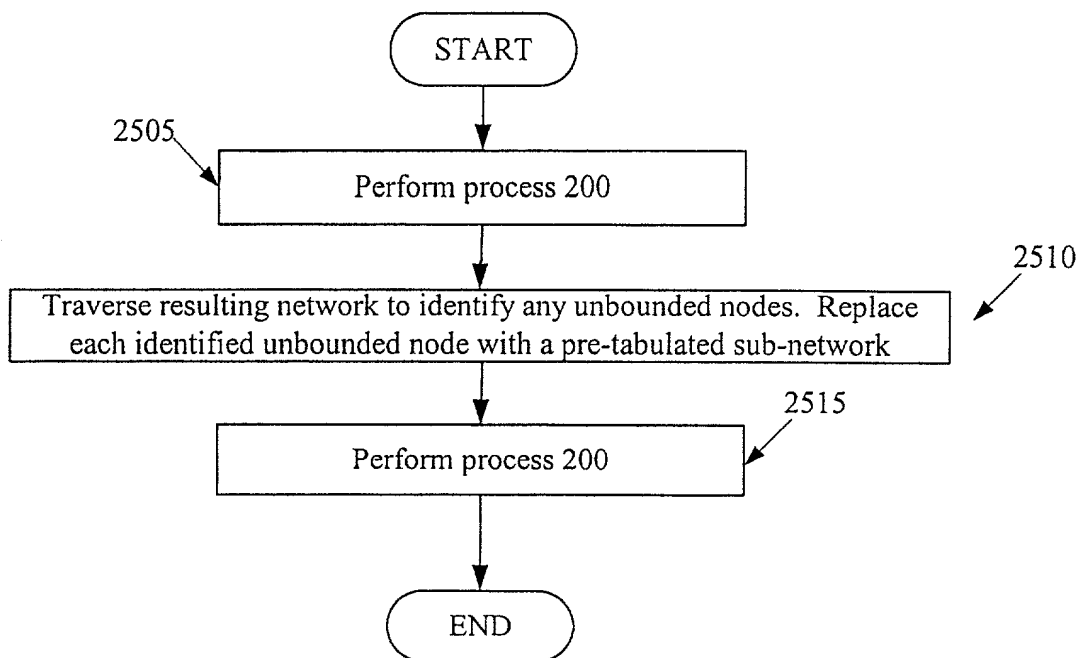 START
2505
Perform process 200
2510
Traverse resulting network to identify any unbounded nodes. Replace
each identified unbounded node with a pre-tabulated sub-network
2515
Perform process 200
END